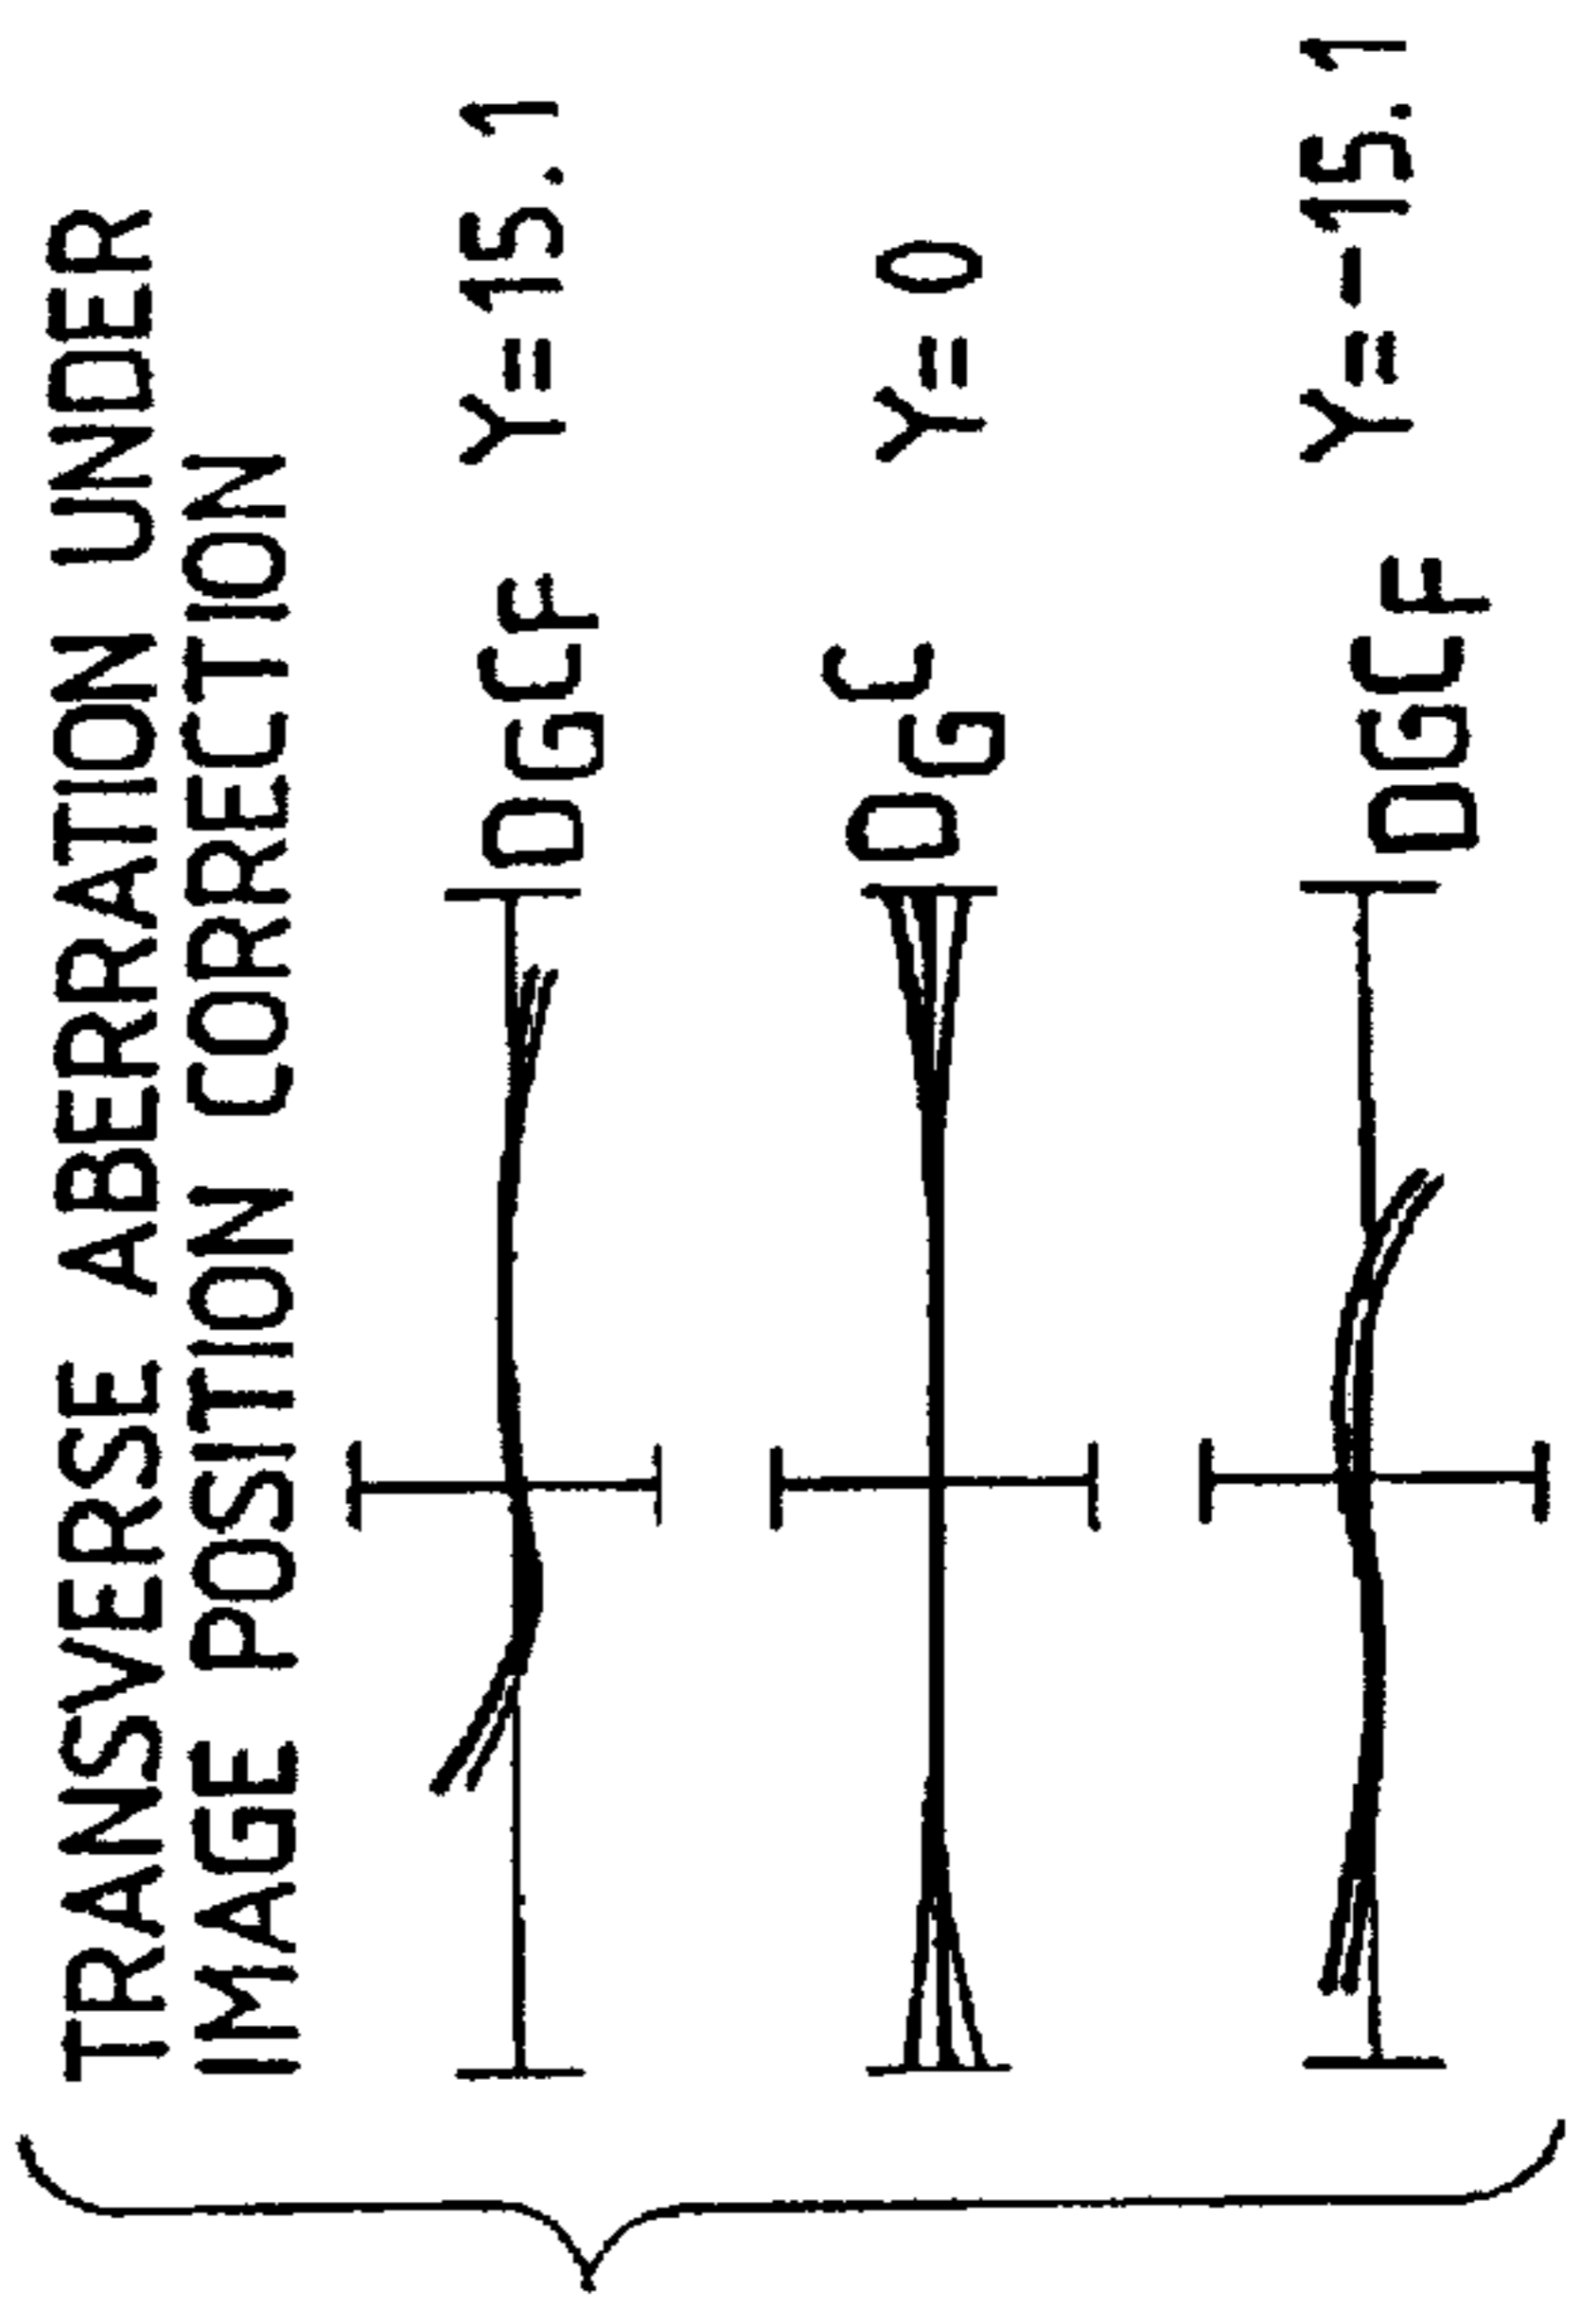 TRANSVERSE ABERRATION UNDER
IMAGE POSITION CORRECTION
DGCF Y=15.1
DGC Y=0
DGCF Y=-15.1